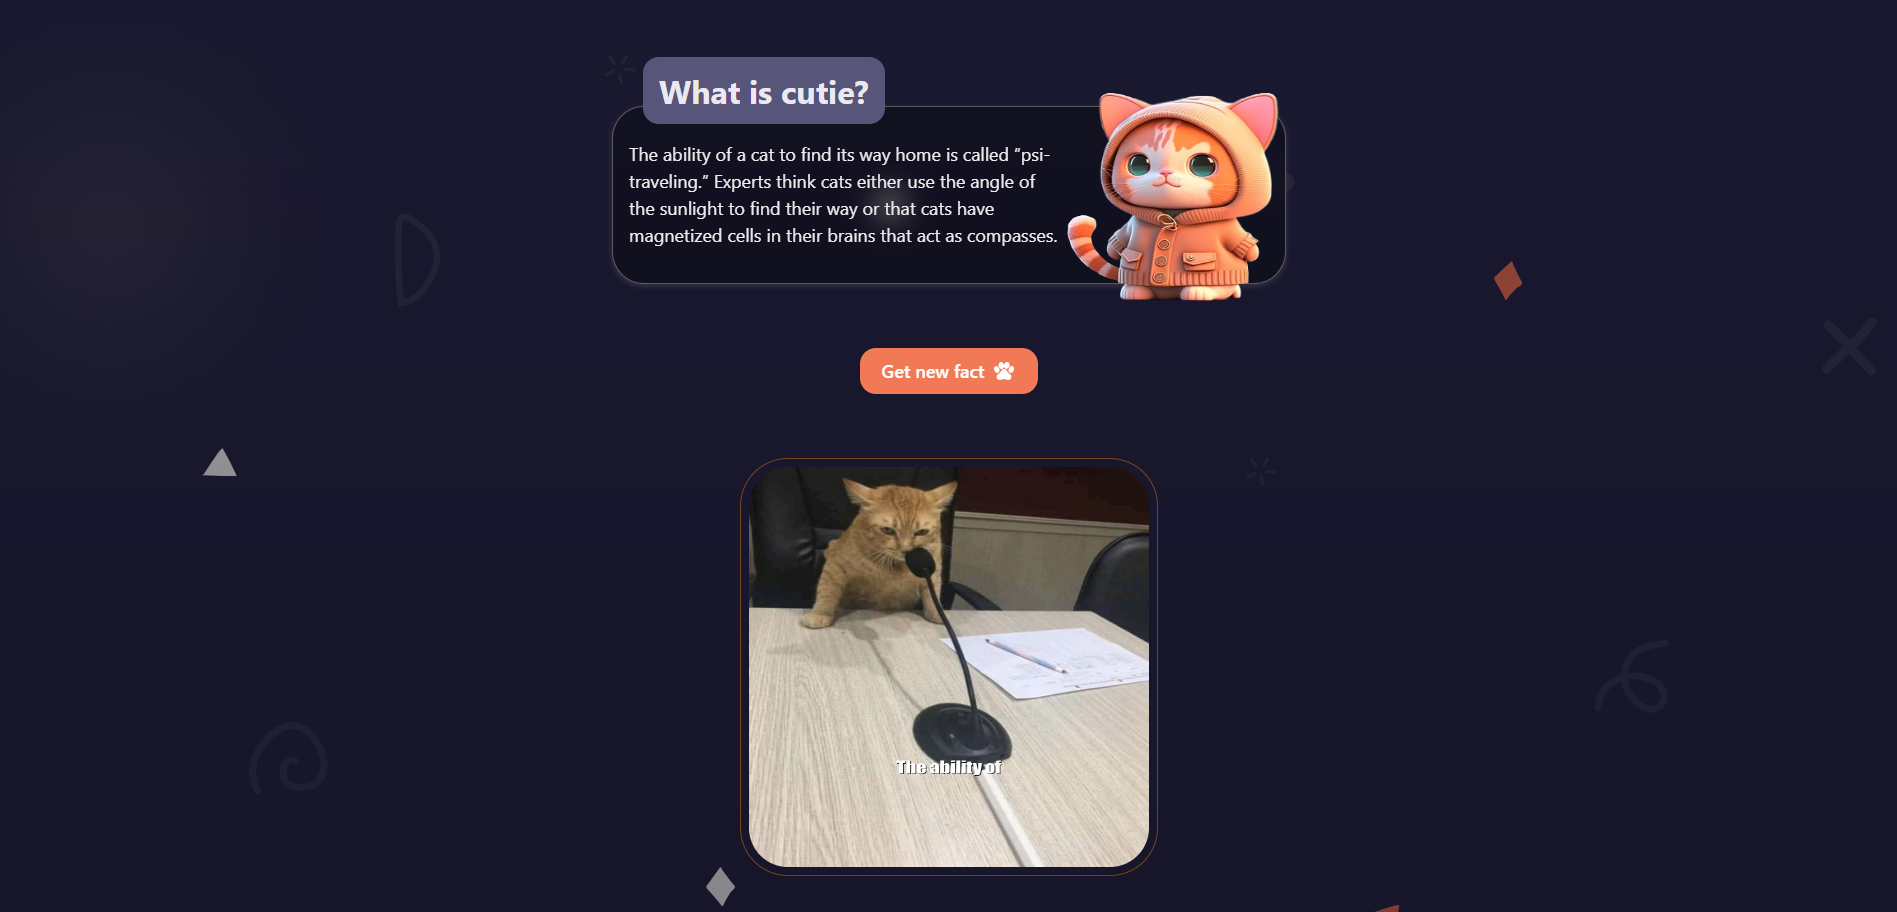 What is cutie?
The ability of a cat to find its way home is called “psi-
traveling.” Experts think cats either use the angle of
the sunlight to find their way or that cats have
magnetized cells in their brains that act as compasses.
Get new fact
The ability of